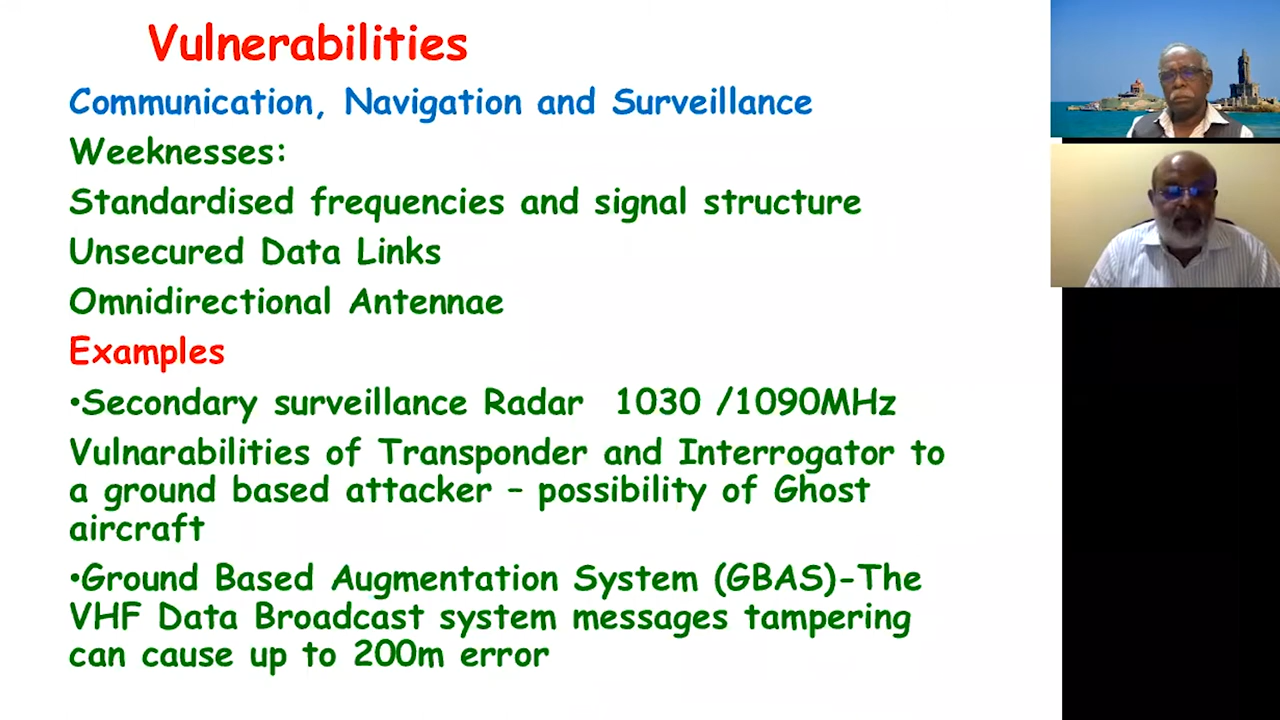 Vulnerabilities
Communication, Navigation and Surveillance
Weeknesses:
Standardised frequencies and signal structure
Unsecured Data Links
Omnidirectional Antennae
Examples
•Secondary surveillance Radar 1030 /1090MHz
Vulnarabilities of Transponder and Interrogator to
a ground based attacker – possibility of Ghost
aircraft
•Ground Based Augmentation System (GBAS)-The
VHF Data Broadcast system messages tampering
can cause up to 200m error